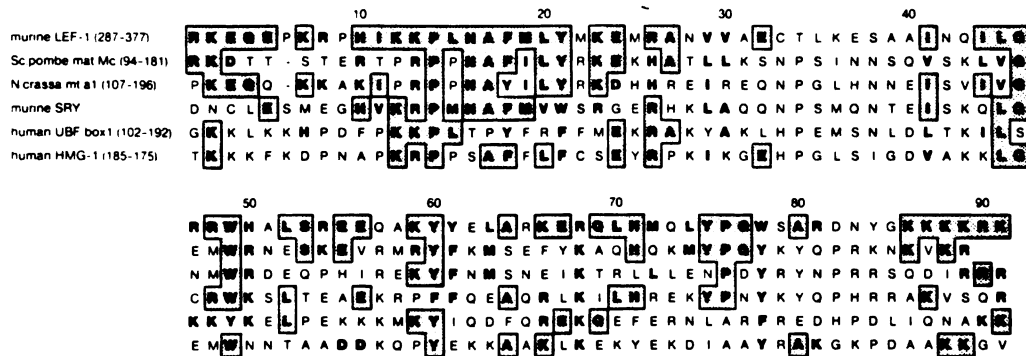 10 20 30 40
murine LEF-1 (287-377) R K E Q E P K R P H I K K P L N A F M L Y M K E M R A N V V A E C T L K E S A A I N Q I L G
Sc pombe mat Mc (94-181) R K D T T - S T E R T P R P P N A F I L Y R K E K H A T L L K S N P S I N N S Q V S K L V G
N crassa mt a1 (107-196) P K E Q Q - K K A K I P R P P N A Y I L Y R K D H H R E I R E Q N P G L H N N E I S V I V G
murine SRY D N C L E S M E G H V K R P M N A F M V W S R G E R H K L A Q Q N P S M Q N T E I S K Q L G
human UBF box1 (102-192) G K L K K H P D F P K K P L T P Y F R F F M E K R A K Y A K L H P E M S N L D L T K I L S
human HMG-1 (185-175) T K K K F K D P N A P K R P P S A F F L F C S E Y R P K I K G E H P G L S I G D V A K K L G
50 60 70 80 90
R R W H A L S R E E Q A K Y Y E L A R K E R Q L H M Q L Y P G W S A R D N Y G K K K K R K
E M W R N E S K E V R M R Y F K M S E F Y K A Q H Q K M Y P G Y K Y Q P R K N K V K R
N M W R D E Q P H I R E K Y F N M S N E I K T R L L L E N P D Y R Y N P R R S Q D I R R R
C R W K S L T E A E K R P F F Q E A Q R L K I L H R E K Y P N Y K Y Q P H R R A K V S Q R
K K Y K E L P E K K K M K Y I Q D F Q R E K Q E F E R N L A R F R E D H P D L I Q N A K K
E M W N N T A A D D K Q P Y E K K A A K L K E K Y E K D I A A Y R A K G K P D A A K K G V